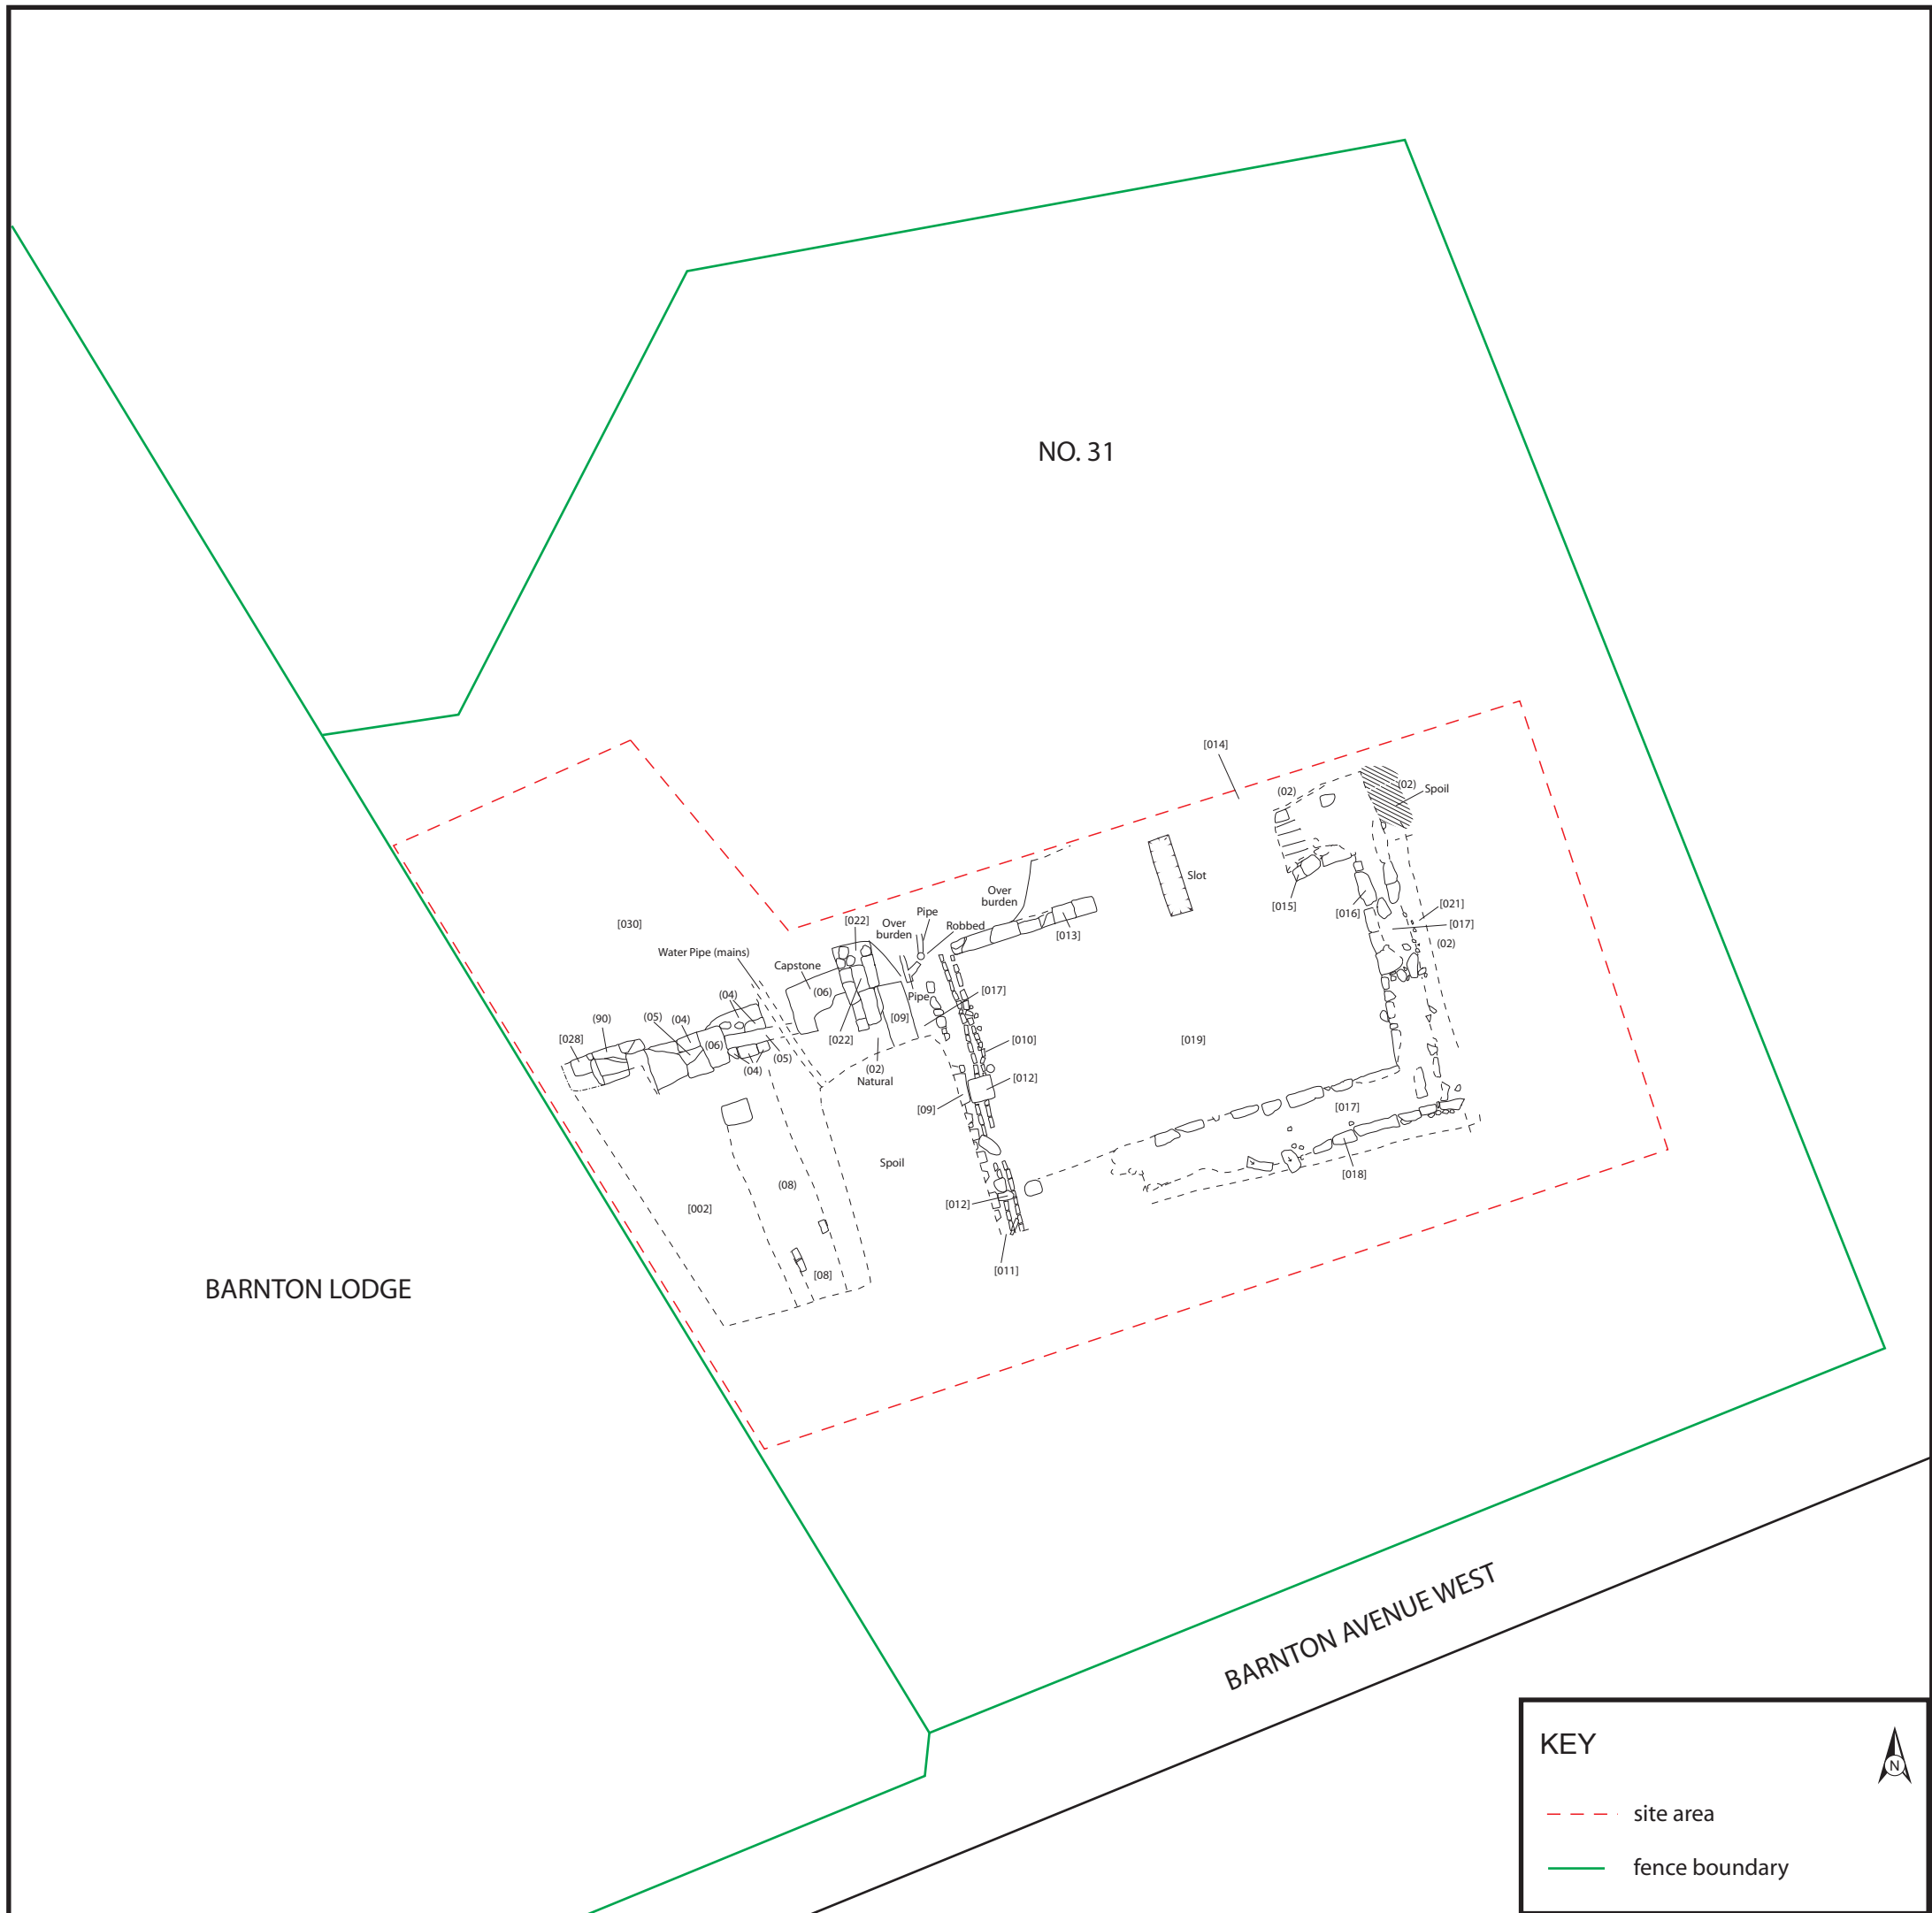 NO. 31
[014]
(02)
(02)
Spoil
Slot
[015]
[016]
[021]
[017]
(02)
Over
burden
[013]
[030]
[022]
Over
burden
Pipe
Robbed
Water Pipe (mains)
Capstone
(06)
Pipe
[017]
[09]
[022]
(04)
(90)
(05)
(04)
[028]
(06)
(05)
(04)
(02)
Natural
[010]
[019]
[012]
[09]
[017]
Spoil
[018]
(08)
[002]
[012]
[011]
[08]
BARNTON LODGE
BARNTON AVENUE WEST
KEY
N
site area
fence boundary